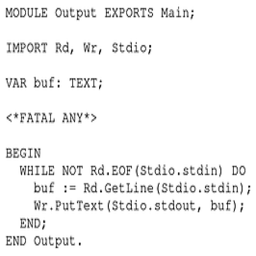 MODULE Output EXPORTS Main;
IMPORT Rd, Wr, Stdio;
VAR buf: TEXT;
<*FATAL ANY*>
BEGIN
WHILE NOT Rd.EOF(Stdio.stdin) DO
buf := Rd.GetLine(Stdio.stdin);
Wr.PutText(Stdio.stdout, buf);
END;
END Output.